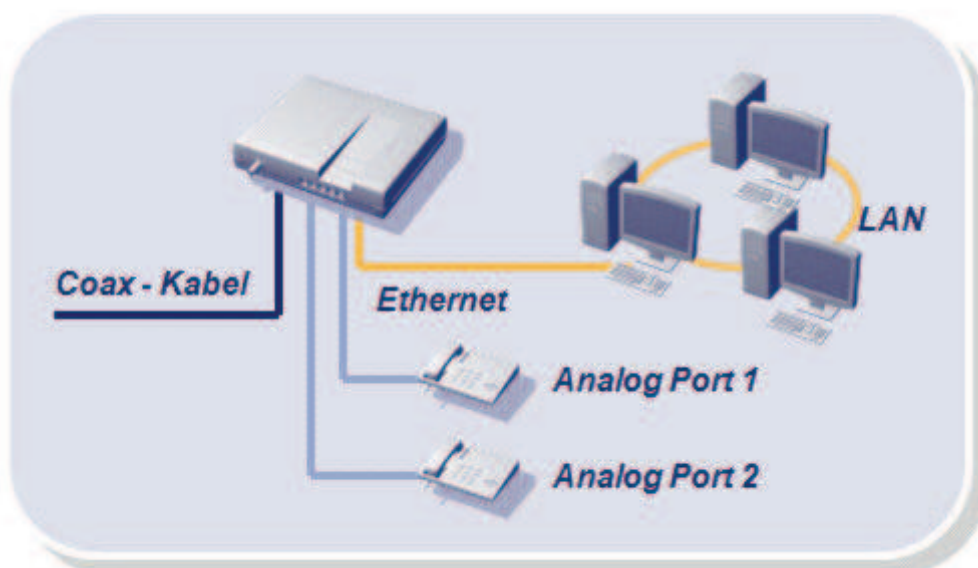 LAN
Coax - Kabel
Ethernet
Analog Port 1
Analog Port 2